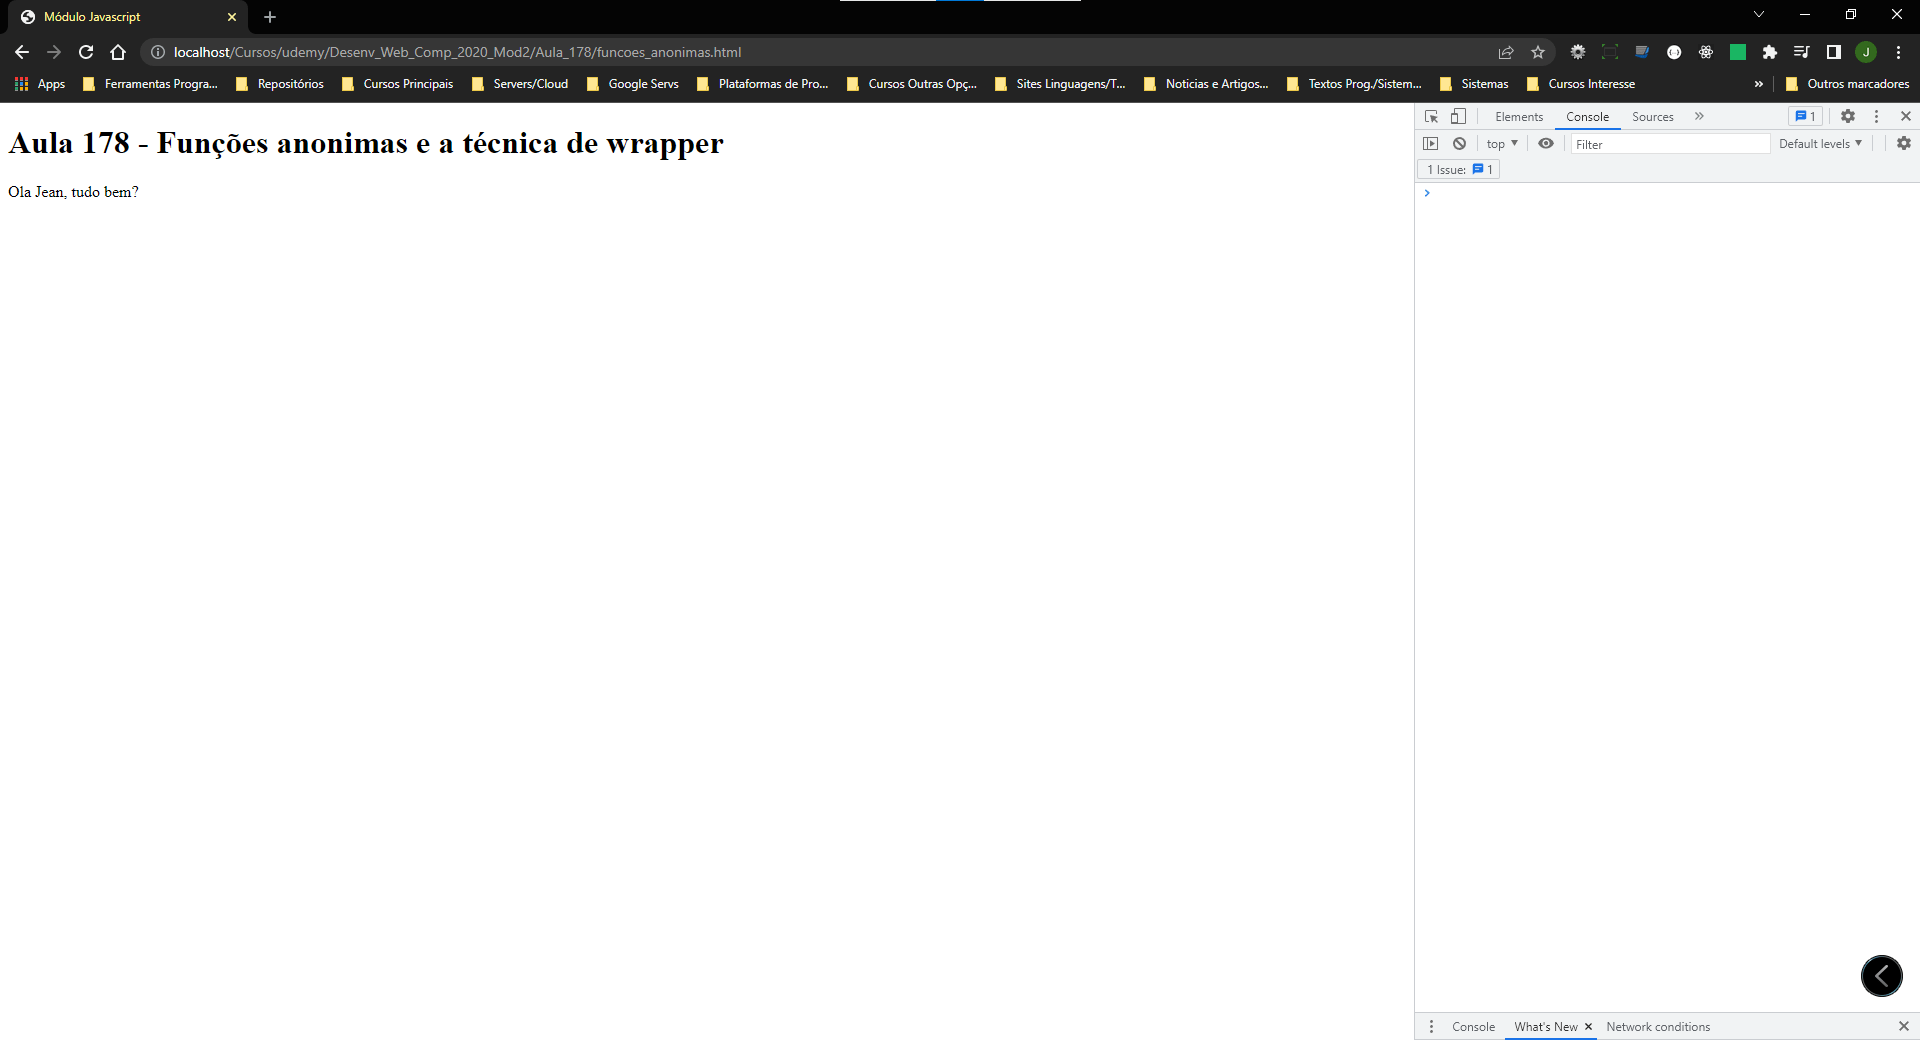 Módulo Javascript
localhost/Cursos/udemy/Desenv_Web_Comp_2020_Mod2/Aula_178/funcoes_anonimas.html
J
Apps Ferramentas Progra... Repositórios Cursos Principais Servers/Cloud Google Servs Plataformas de Pro... Cursos Outras Opç... Sites Linguagens/T... Noticias e Artigos... Textos Prog./Sistem... Sistemas Cursos Interesse » Outros marcadores
Aula 178 - Funções anonimas e a técnica de wrapper
Ola Jean, tudo bem?
Elements Console Sources » 1
top Filter Default levels
1 Issue: 1
Console What's New Network conditions